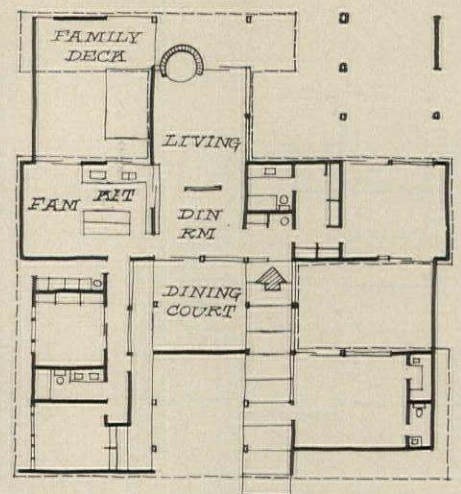 FAMILY
DECK
LIVING
FAM
KIT
DIN
RM
DINING
COURT